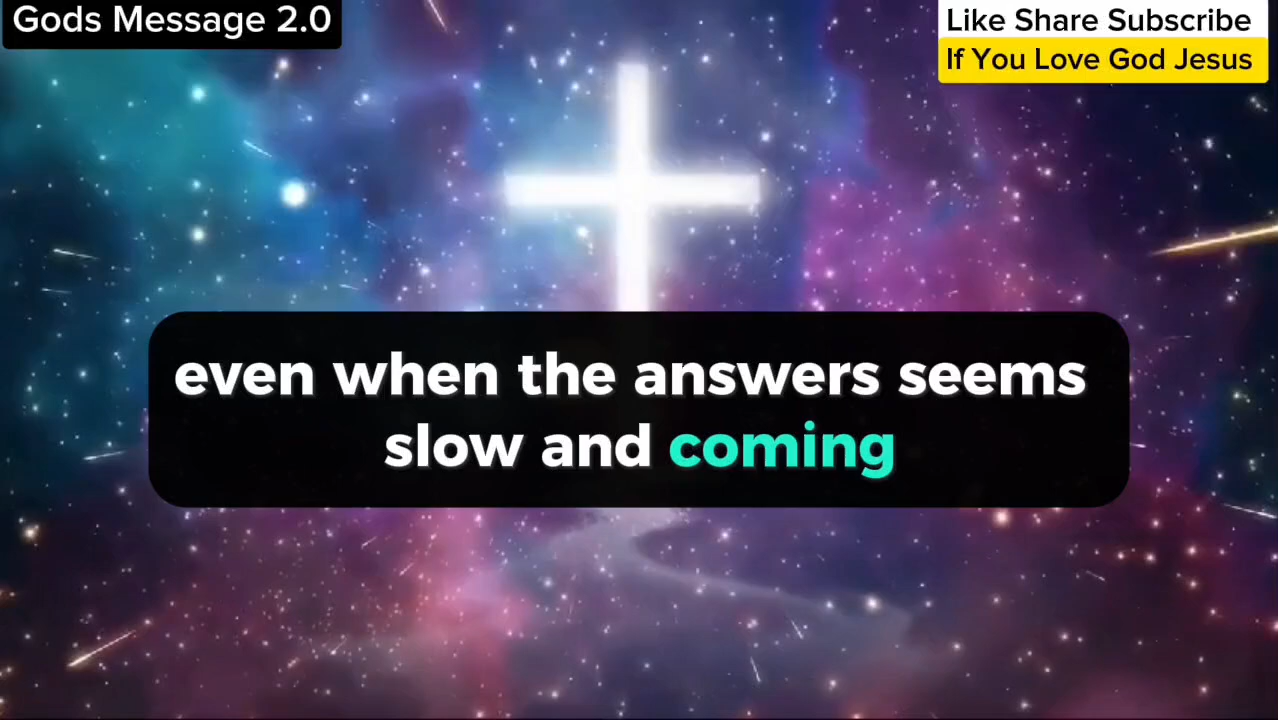 Gods Message 2.0
Like Share Subscribe
If You Love God Jesus
even when the answers seems
slow and coming